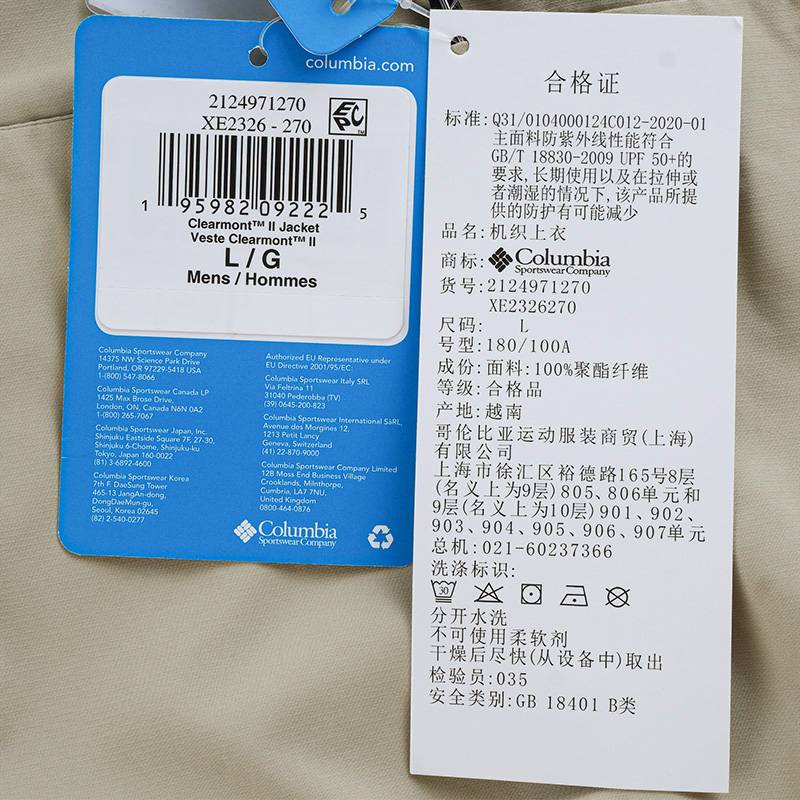 columbia.com
2124971270
XE2326 - 270
EPC™
1 95982 09222 5
Clearmont™ II Jacket
Veste Clearmont™ II
L / G
Mens / Hommes
Columbia Sportswear Company
14375 NW Science Park Drive
Portland, OR 97229-5418 USA
1-(800) 547-8066
Columbia Sportswear Canada LP
1425 Max Brose Drive,
London, ON, Canada N6N 0A2
1-(800) 265-7067
Columbia Sportswear Japan, Inc.
Shinjuku Eastside Square 7F, 27-30,
Shinjuku 6-Chome, Shinjuku-ku
Tokyo, Japan 160-0022
(81) 3-6892-4600
Columbia Sportswear Korea
7th F. DaeSung Tower
465-13 JangAn-dong,
DongDaeMun-gu,
Seoul, Korea 02645
(82) 2-540-0277
Authorized EU Representative under
EU Directive 2001/95/EC:
Columbia Sportswear Italy SRL
Via Feltrina 11
31040 Pederobba (TV)
(39) 0645-200-823
Columbia Sportswear International SàRL
Avenue des Morgines 12,
1213 Petit Lancy
Geneva, Switzerland
(41) 22-870-9000
Columbia Sportswear Company Limited
12B Moss End Business Village
Crooklands, Milnthorpe,
Cumbria, LA7 7NU,
United Kingdom
0800-464-0876
Columbia
Sportswear Company
合格证
标准:Q31/0104000124C012-2020-01
主面料防紫外线性能符合
GB/T 18830-2009 UPF 50+的
要求,长期使用以及在拉伸或
者潮湿的情况下,该产品所提
供的防护有可能减少
品名:机织上衣
商标:Columbia
Sportswear Company
货号:2124971270
XE2326270
尺码: L
号型:180/100A
成份:面料:100%聚酯纤维
等级:合格品
产地:越南
哥伦比亚运动服装商贸(上海)
有限公司
上海市徐汇区裕德路165号8层
(名义上为9层)805、806单元和
9层(名义上为10层)901、902、
903、904、905、906、907单元
总机:021-60237366
洗涤标识:
30
分开水洗
不可使用柔软剂
干燥后尽快(从设备中)取出
检验员:035
安全类别:GB 18401 B类